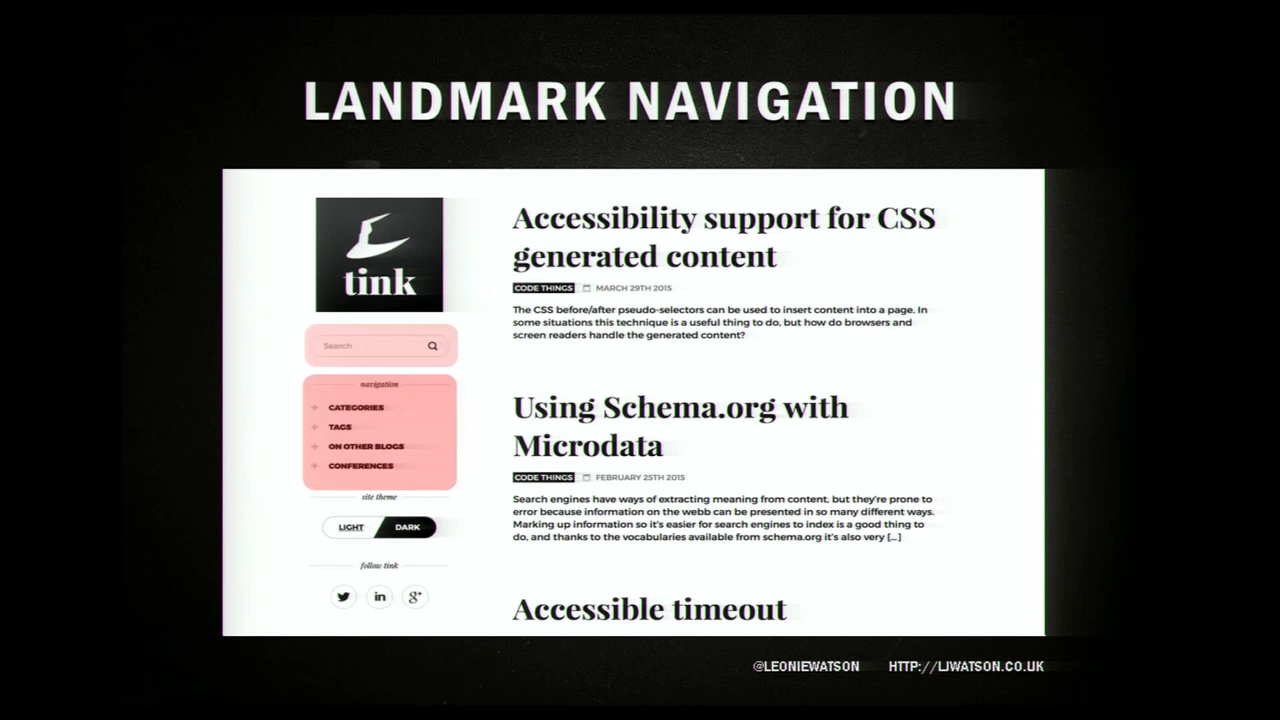 LANDMARK NAVIGATION
tink
Search
navigation
CATEGORIES
TAGS
ON OTHER BLOGS
CONFERENCES
site theme
LIGHT DARK
follow tink
in
g+
Accessibility support for CSS
generated content
CODE THINGS MARCH 29TH 2015
The CSS before/after pseudo-selectors can be used to insert content into a page. In
some situations this technique is a useful thing to do, but how do browsers and
screen readers handle the generated content?
Using Schema.org with
Microdata
CODE THINGS FEBRUARY 25TH 2015
Search engines have ways of extracting meaning from content, but they're prone to
error because information on the webb can be presented in so many different ways.
Marking up information so it's easier for search engines to index is a good thing to
do, and thanks to the vocabularies available from schema.org it's also very [...]
Accessible timeout
@LEONIEWATSON HTTP://LJWATSON.CO.UK